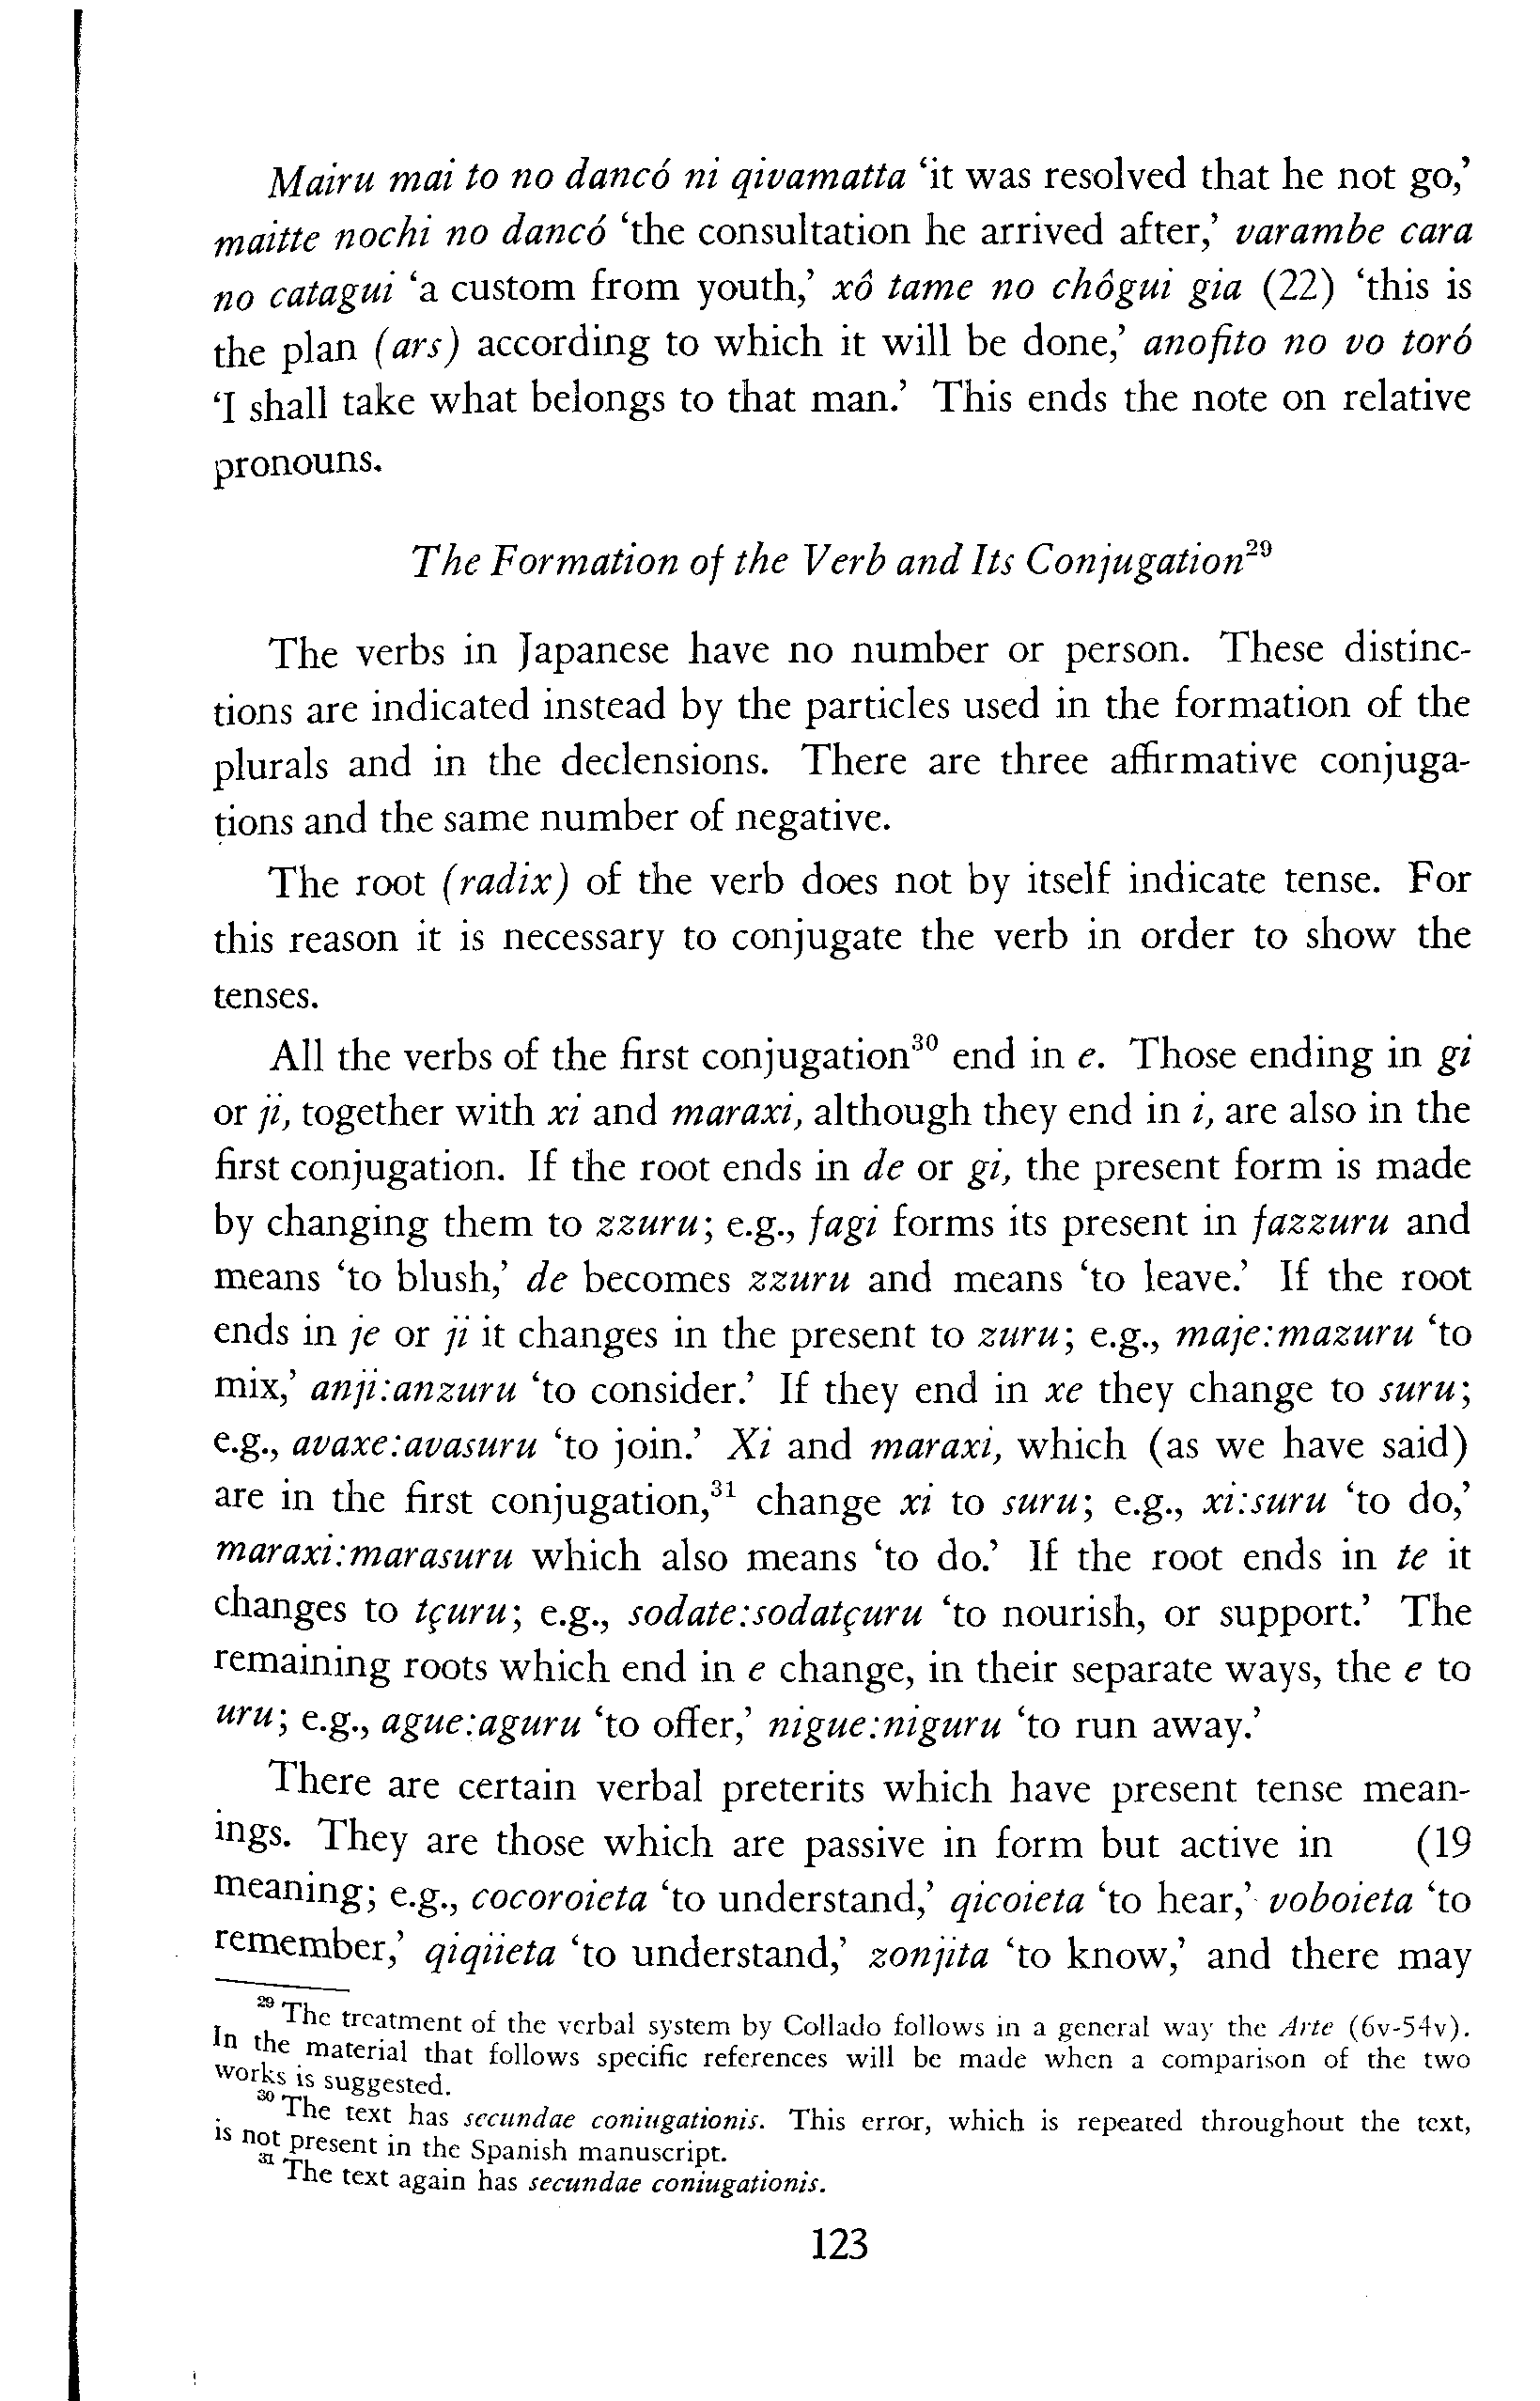 Mairu mai to no dancó ni qivamatta ‘it was resolved that he not go,’
maitte nochi no dancó ‘the consultation he arrived after,’ varambe cara
no catagui ‘a custom from youth,’ xô tame no chôgui gia (22) ‘this is
the plan (ars) according to which it will be done,’ anofito no vo toró
‘I shall take what belongs to that man.’ This ends the note on relative
pronouns.
The Formation of the Verb and Its Conjugation²⁹
The verbs in Japanese have no number or person. These distinc-
tions are indicated instead by the particles used in the formation of the
plurals and in the declensions. There are three affirmative conjuga-
tions and the same number of negative.
The root (radix) of the verb does not by itself indicate tense. For
this reason it is necessary to conjugate the verb in order to show the
tenses.
All the verbs of the first conjugation³⁰ end in e. Those ending in gi
or ji, together with xi and maraxi, although they end in i, are also in the
first conjugation. If the root ends in de or gi, the present form is made
by changing them to zzuru; e.g., fagi forms its present in fazzuru and
means ‘to blush,’ de becomes zzuru and means ‘to leave.’ If the root
ends in je or ji it changes in the present to zuru; e.g., maje:mazuru ‘to
mix,’ anji:anzuru ‘to consider.’ If they end in xe they change to suru;
e.g., avaxe:avasuru ‘to join.’ Xi and maraxi, which (as we have said)
are in the first conjugation,³¹ change xi to suru; e.g., xi:suru ‘to do,’
maraxi:marasuru which also means ‘to do.’ If the root ends in te it
changes to tçuru; e.g., sodate:sodatçuru ‘to nourish, or support.’ The
remaining roots which end in e change, in their separate ways, the e to
uru; e.g., ague:aguru ‘to offer,’ nigue:niguru ‘to run away.’
There are certain verbal preterits which have present tense mean-
ings. They are those which are passive in form but active in (19
meaning; e.g., cocoroieta ‘to understand,’ qicoieta ‘to hear,’ voboieta ‘to
remember,’ qiqiieta ‘to understand,’ zonjita ‘to know,’ and there may
²⁹ The treatment of the verbal system by Collado follows in a general way the Arte (6v-54v).
In the material that follows specific references will be made when a comparison of the two
works is suggested.
³⁰ The text has secundae coniugationis. This error, which is repeated throughout the text,
is not present in the Spanish manuscript.
³¹ The text again has secundae coniugationis.
123